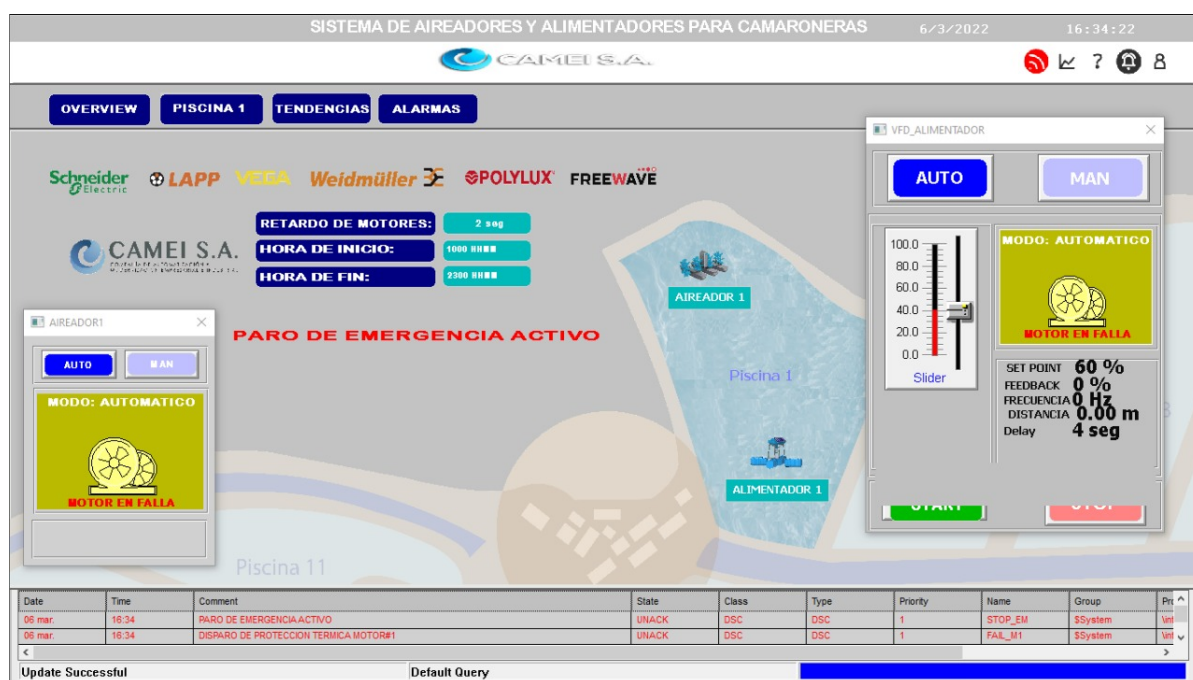 SISTEMA DE AIREADORES Y ALIMENTADORES PARA CAMARONERAS 6/3/2022 16:34:22
CAMEI S.A.
OVERVIEW PISCINA 1 TENDENCIAS ALARMAS
VFD_ALIMENTADOR
AUTO MAN
Schneider Electric LAPP VEGA Weidmüller POLYLUX FREEWAVE
RETARDO DE MOTORES: 2 seg
CAMEI S.A. HORA DE INICIO: 1000
HORA DE FIN: 2300
AIREADOR 1
AIREADOR1
PARO DE EMERGENCIA ACTIVO
AUTO MAN
MODO: AUTOMATICO
MOTOR EN FALLA
Piscina 1
ALIMENTADOR 1
Piscina 11
100.0
80.0
60.0
40.0
20.0
0.0
Slider
MODO: AUTOMATICO
MOTOR EN FALLA
SET POINT 60 %
FEEDBACK 0 %
FRECUENCIA 0 Hz
DISTANCIA 0.00 m
Delay 4 seg
START STOP
Date Time Comment State Class Type Priority Name Group
06 mar. 16:34 PARO DE EMERGENCIA ACTIVO UNACK DSC DSC 1 STOP_EM $System
06 mar. 16:34 DISPARO DE PROTECCION TERMICA MOTOR#1 UNACK DSC DSC 1 FAIL_M1 $System
Update Successful Default Query